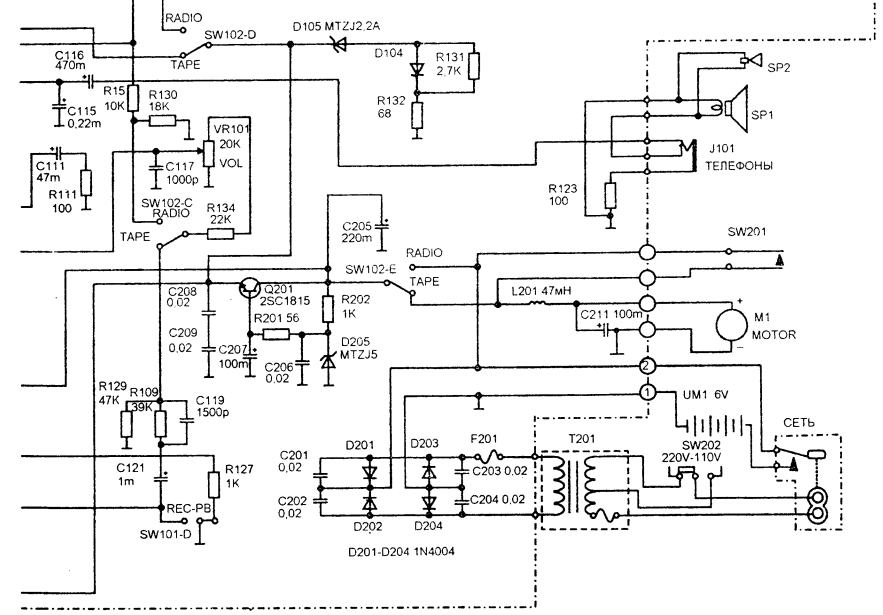 RADIO
SW102-D
TAPE
D105 MTZJ2,2A
D104
R131
2,7K
R132
68
C116
470m
C115
0,22m
R15
10K
R130
18K
VR101
20K
VOL
C117
1000p
C111
47m
R111
100
SW102-C
RADIO
TAPE
R134
22K
C205
220m
SP2
SP1
J101
ТЕЛЕФОНЫ
R123
100
SW201
SW102-E
RADIO
TAPE
L201 47мН
C211 100m
+
M1
MOTOR
–
C208
0,02
Q201
2SC1815
R202
1K
R201 56
C209
0,02
C207
100m
C206
0,02
D205
MTZJ5
2
1
UM1 6V
СЕТЬ
SW202
220V-110V
R129
47K
R109
39K
C119
1500p
C121
1m
R127
1K
REC-PB
SW101-D
C201
0,02
C202
0,02
D201
D203
D202
D204
C203 0,02
C204 0,02
F201
T201
D201-D204 1N4004